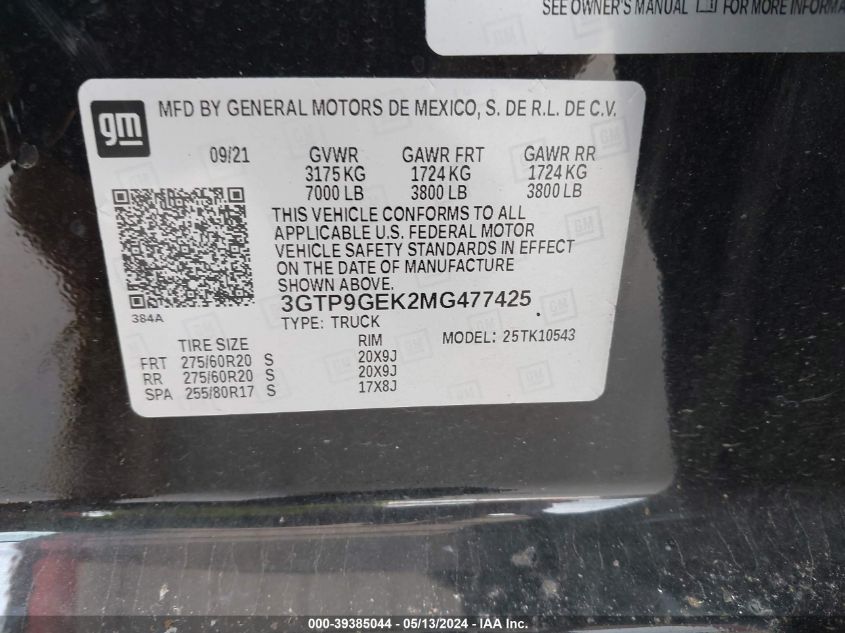 SEE OWNER'S MANUAL FOR MORE INFORMA
gm
MFD BY GENERAL MOTORS DE MEXICO, S. DE R.L. DE C.V.
09/21 GVWR GAWR FRT GAWR RR
3175 KG 1724 KG 1724 KG
7000 LB 3800 LB 3800 LB
THIS VEHICLE CONFORMS TO ALL
APPLICABLE U.S. FEDERAL MOTOR
VEHICLE SAFETY STANDARDS IN EFFECT
ON THE DATE OF MANUFACTURE
SHOWN ABOVE.
384A
3GTP9GEK2MG477425
TYPE: TRUCK MODEL: 25TK10543
TIRE SIZE RIM
FRT 275/60R20 S 20X9J
RR 275/60R20 S 20X9J
SPA 255/80R17 S 17X8J
000-39385044 / 05/13/2024 / IAA Inc.